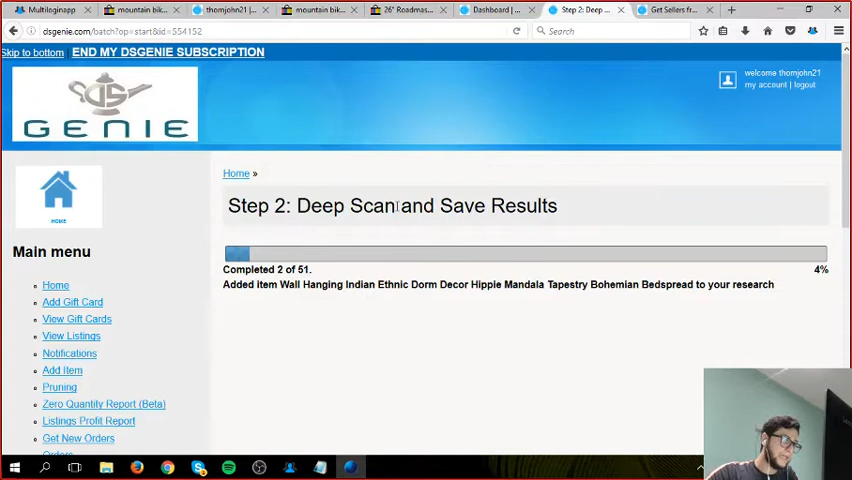 Multiloginapp
mountain bik...
thomjohn21 |...
mountain bik...
26" Roadmas...
Dashboard |...
Step 2: Deep ...
Get Sellers fr...
dsgenie.com/batch?op=start&id=554152
Search
Skip to bottom | END MY DSGENIE SUBSCRIPTION
DS
GENIE
welcome thomjohn21
my account | logout
HOME
Home »
Step 2: Deep Scan and Save Results
Completed 2 of 51.
4%
Added item Wall Hanging Indian Ethnic Dorm Decor Hippie Mandala Tapestry Bohemian Bedspread to your research
Main menu
Home
Add Gift Card
View Gift Cards
View Listings
Notifications
Add Item
Pruning
Zero Quantity Report (Beta)
Listings Profit Report
Get New Orders
Orders